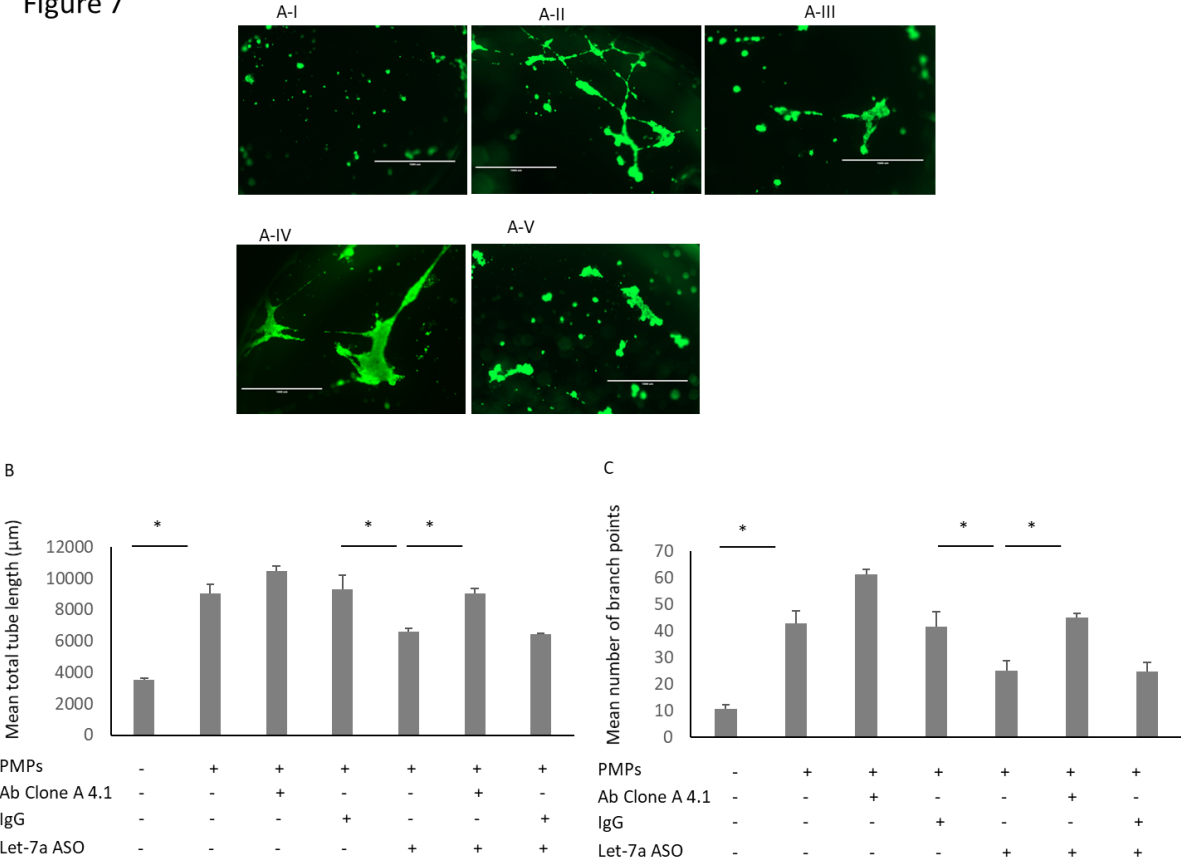 Figure 7
A-I A-II A-III
A-IV A-V
B C
* * * * * *
Mean total tube length (µm)
12000
10000
8000
6000
4000
2000
0
PMPs - + + + + + +
Ab Clone A 4.1 - - + - - + -
IgG - - - + - - +
Let-7a ASO - - - - + + +
Mean number of branch points
70
60
50
40
30
20
10
0
PMPs - + + + + + +
Ab Clone A 4.1 - - + - - + -
IgG - - - + - - +
Let-7a ASO - - - - + + +